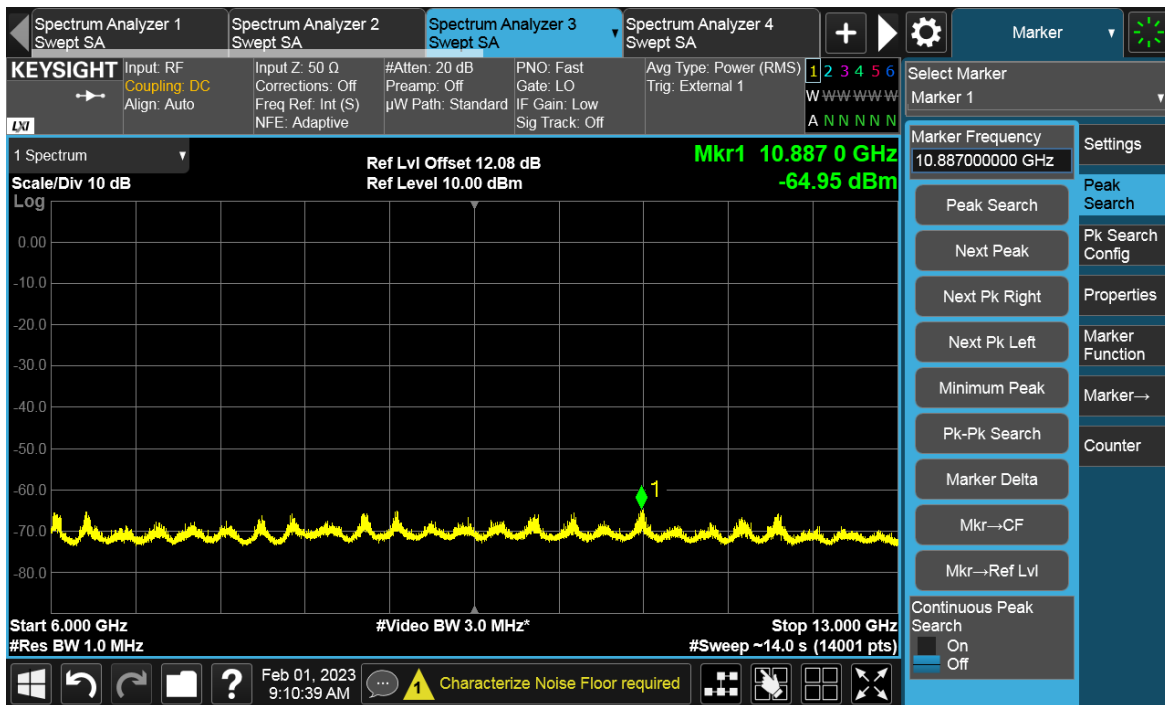 Spectrum Analyzer 1
Swept SA
Spectrum Analyzer 2
Swept SA
Spectrum Analyzer 3
Swept SA
Spectrum Analyzer 4
Swept SA
+
Marker
KEYSIGHT
LXI
Input: RF
Coupling: DC
Align: Auto
Input Z: 50 Ω
Corrections: Off
Freq Ref: Int (S)
NFE: Adaptive
#Atten: 20 dB
Preamp: Off
µW Path: Standard
PNO: Fast
Gate: LO
IF Gain: Low
Sig Track: Off
Avg Type: Power (RMS)
Trig: External 1
1 2 3 4 5 6
W W W W W W
A N N N N N
Select Marker
Marker 1
1 Spectrum
Scale/Div 10 dB
Log
Ref Lvl Offset 12.08 dB
Ref Level 10.00 dBm
Mkr1 10.887 0 GHz
-64.95 dBm
0.00
-10.0
-20.0
-30.0
-40.0
-50.0
-60.0
-70.0
-80.0
1
Start 6.000 GHz
#Res BW 1.0 MHz
#Video BW 3.0 MHz*
Stop 13.000 GHz
#Sweep ~14.0 s (14001 pts)
Marker Frequency
10.887000000 GHz
Peak Search
Next Peak
Next Pk Right
Next Pk Left
Minimum Peak
Pk-Pk Search
Marker Delta
Mkr→CF
Mkr→Ref Lvl
Continuous Peak
Search
On
Off
Settings
Peak
Search
Pk Search
Config
Properties
Marker
Function
Marker→
Counter
?
Feb 01, 2023
9:10:39 AM
1
Characterize Noise Floor required